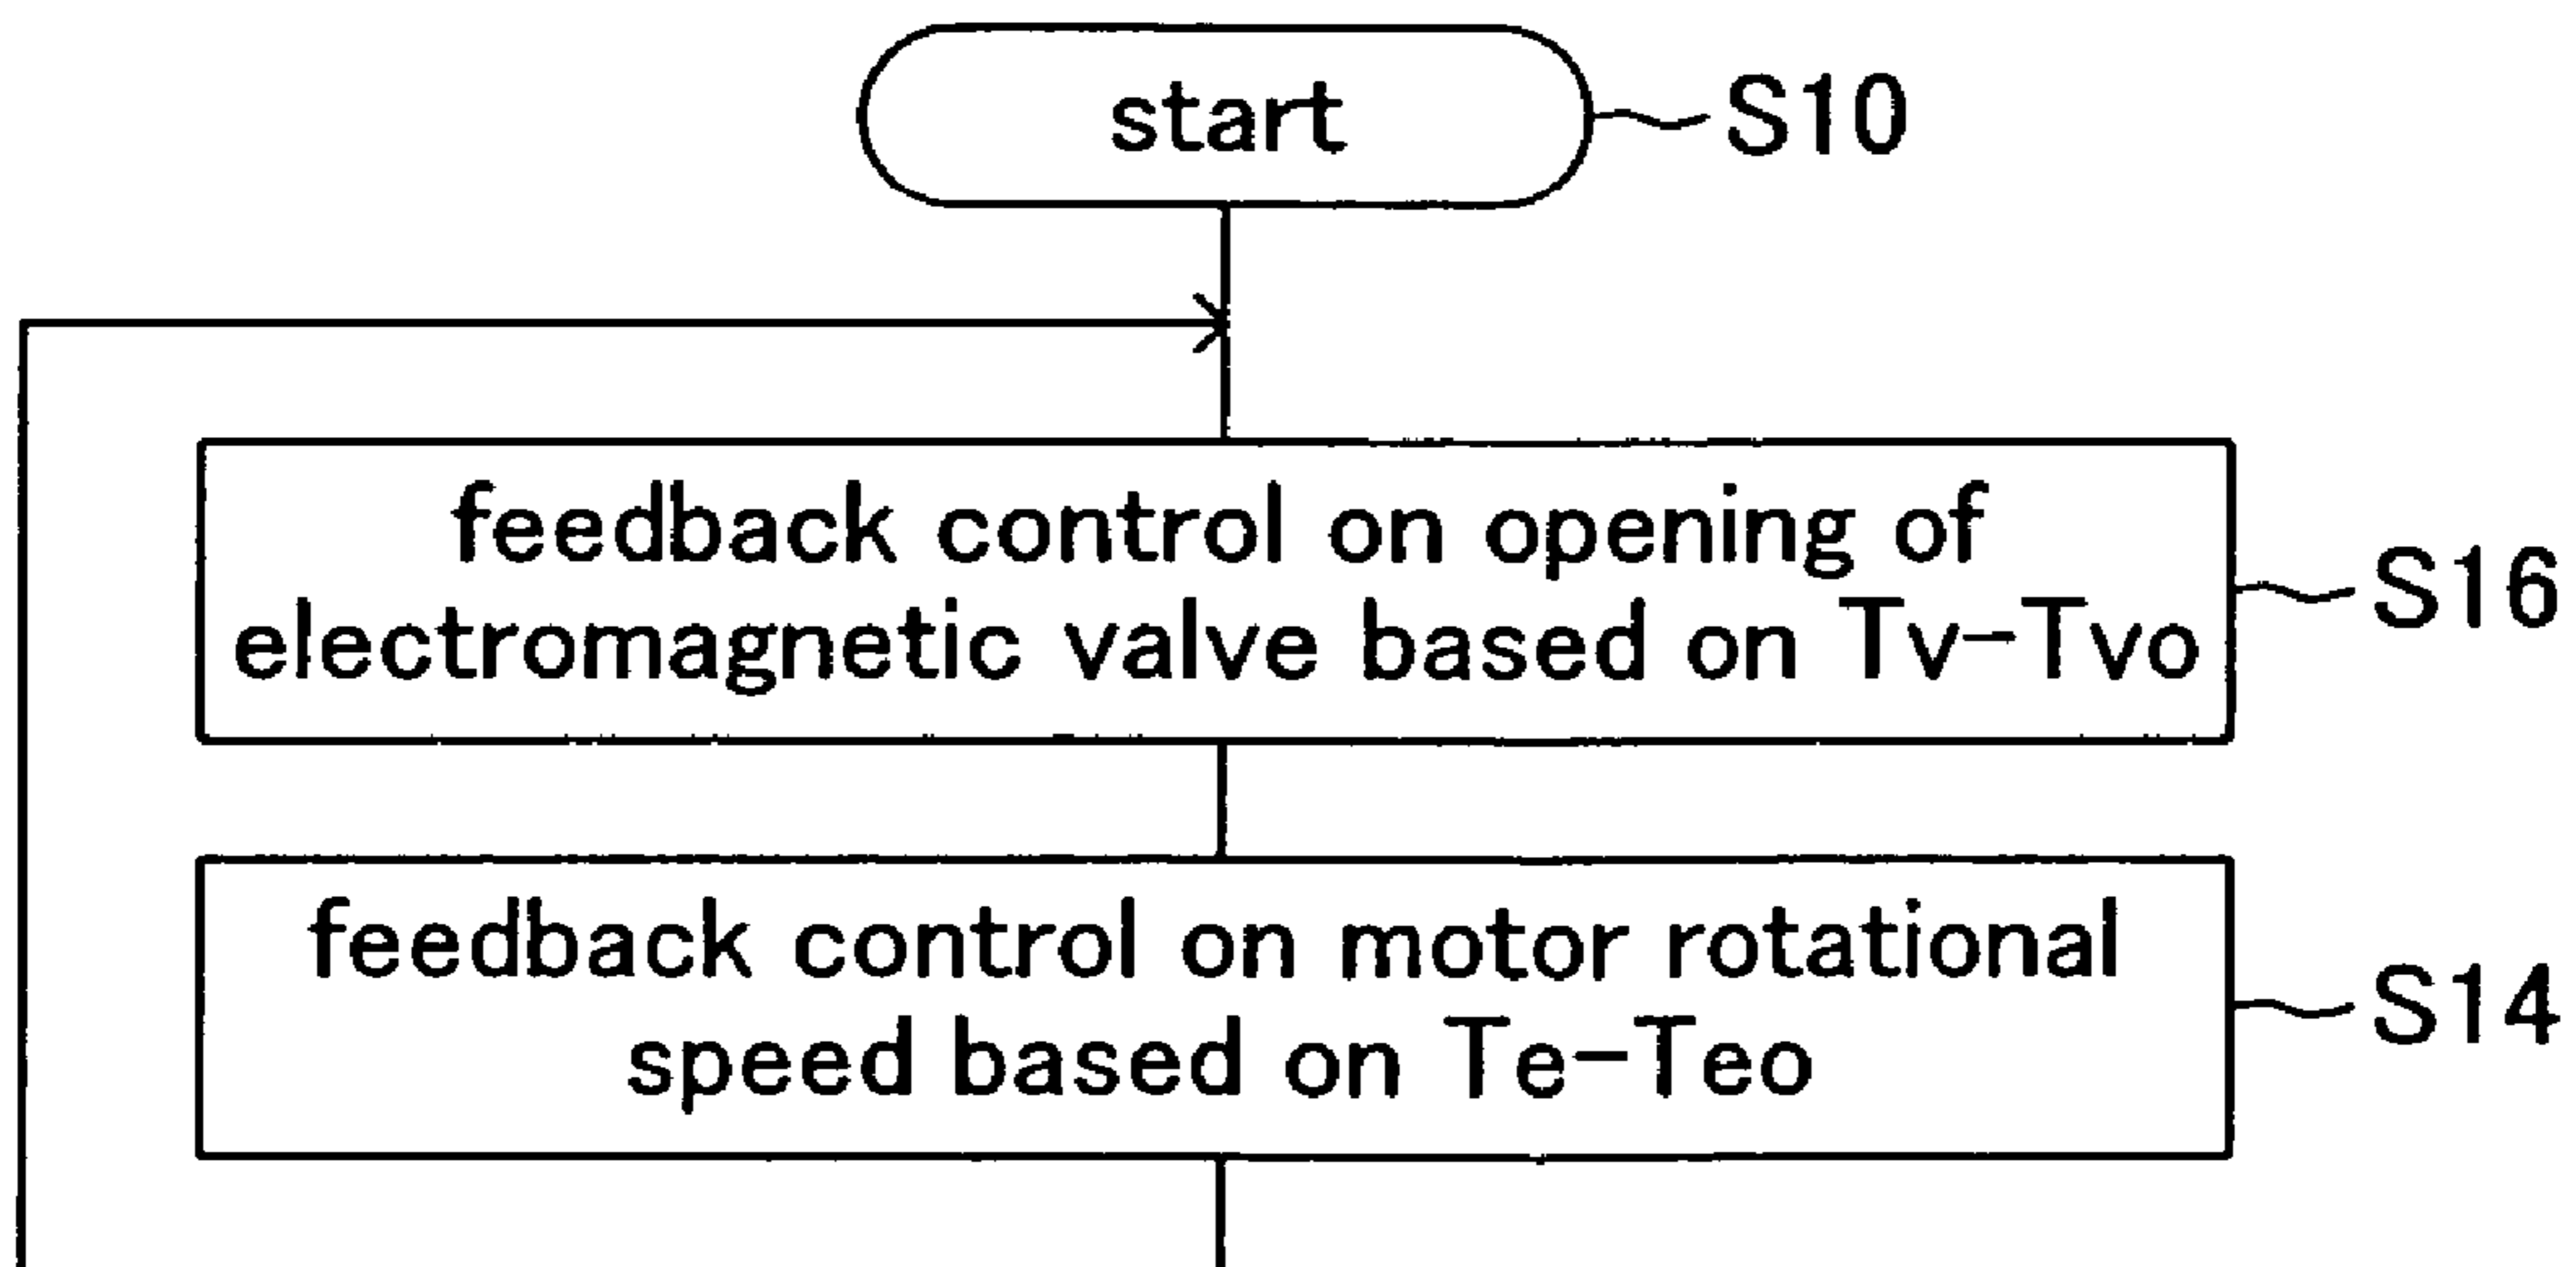 start
S10
feedback control on opening of
electromagnetic valve based on Tv-Tvo
S16
feedback control on motor rotational
speed based on Te-Teo
S14